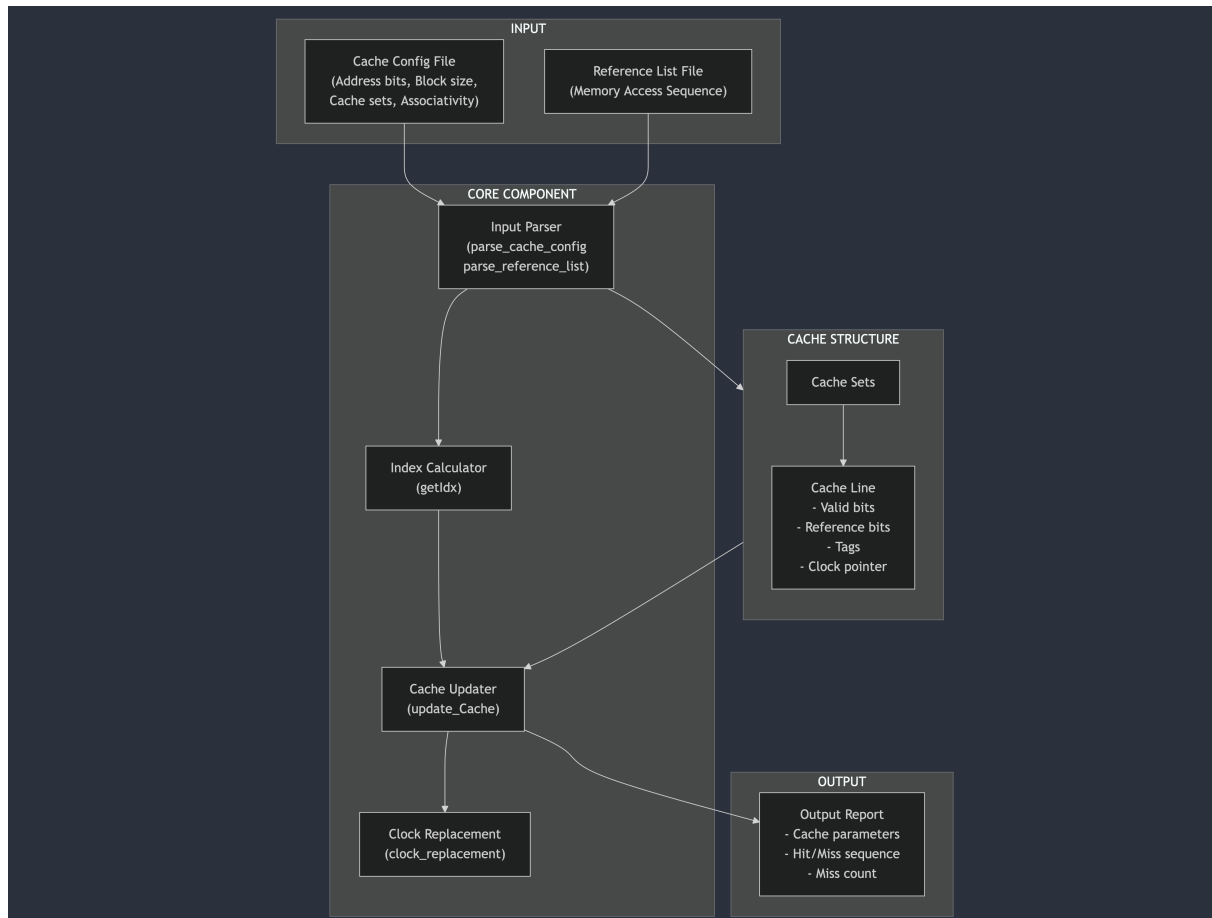 INPUT
Cache Config File
(Address bits, Block size,
Cache sets, Associativity)
Reference List File
(Memory Access Sequence)
CORE COMPONENT
Input Parser
(parse_cache_config
parse_reference_list)
CACHE STRUCTURE
Cache Sets
Cache Line
- Valid bits
- Reference bits
- Tags
- Clock pointer
Index Calculator
(getIdx)
Cache Updater
(update_Cache)
Clock Replacement
(clock_replacement)
OUTPUT
Output Report
- Cache parameters
- Hit/Miss sequence
- Miss count